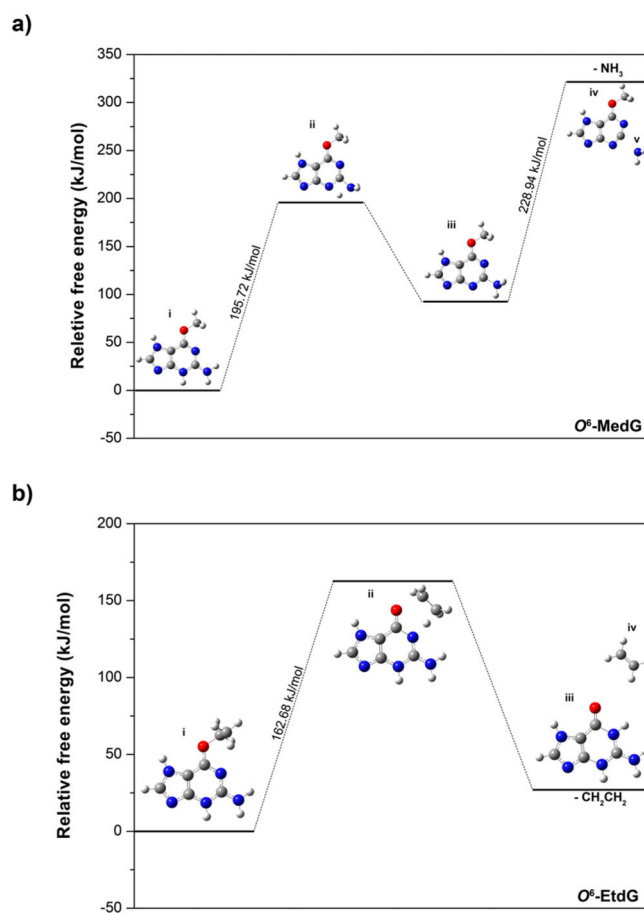 a)
Reletive free energy (kJ/mol)
350
300
250
200
150
100
50
0
-50
i
195.72 kJ/mol
ii
iii
228.94 kJ/mol
- NH₃
iv
v
O⁶-MedG
b)
Relative free energy (kJ/mol)
200
150
100
50
0
-50
i
162.68 kJ/mol
ii
iii
iv
- CH₂CH₂
O⁶-EtdG